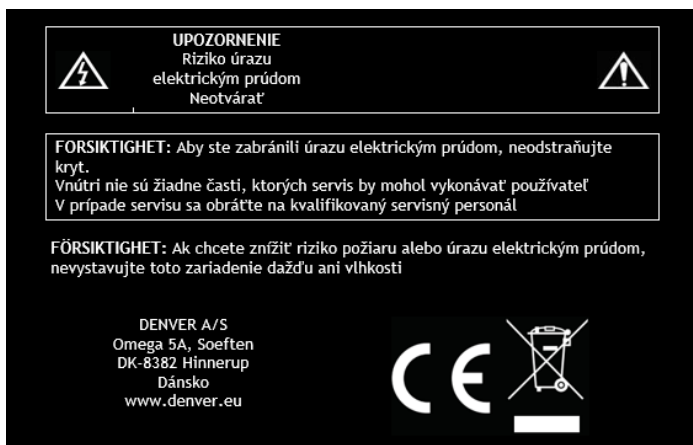 UPOZORNENIE
Riziko úrazu
elektrickým prúdom
Neotvárať
FORSIKTIGHET: Aby ste zabránili úrazu elektrickým prúdom, neodstraňujte
kryt.
Vnútri nie sú žiadne časti, ktorých servis by mohol vykonávať používateľ
V prípade servisu sa obráťte na kvalifikovaný servisný personál
FÖRSIKTIGHET: Ak chcete znížiť riziko požiaru alebo úrazu elektrickým prúdom,
nevystavujte toto zariadenie dažďu ani vlhkosti
DENVER A/S
Omega 5A, Soeften
DK-8382 Hinnerup
Dánsko
www.denver.eu
CE